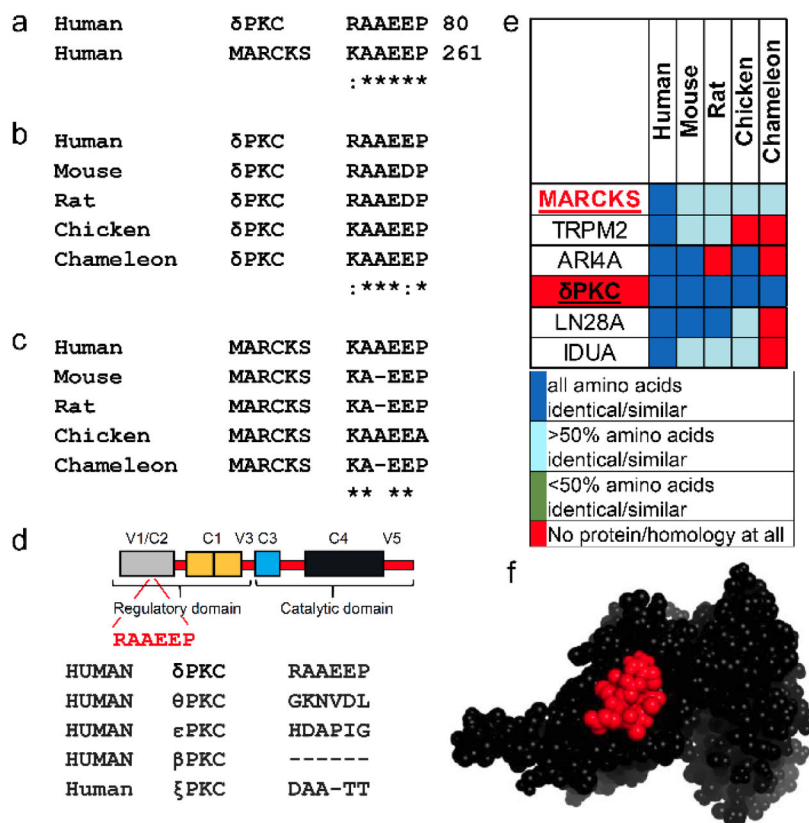 a
Human δPKC RAAEEP 80
Human MARCKS KAAEEP 261
:*****
b
Human δPKC RAAEEP
Mouse δPKC RAAEDP
Rat δPKC RAAEDP
Chicken δPKC KAAEEP
Chameleon δPKC KAAEEP
:***:*
c
Human MARCKS KAAEEP
Mouse MARCKS KA-EEP
Rat MARCKS KA-EEP
Chicken MARCKS KAAEEA
Chameleon MARCKS KA-EEP
** **
d
V1/C2 C1 V3 C3 C4 V5
Regulatory domain Catalytic domain
RAAEEP
HUMAN δPKC RAAEEP
HUMAN θPKC GKNVDL
HUMAN εPKC HDAPIG
HUMAN βPKC ------
Human ξPKC DAA-TT
e
Human Mouse Rat Chicken Chameleon
MARCKS
TRPM2
ARI4A
δPKC
LN28A
IDUA
all amino acids
identical/similar
>50% amino acids
identical/similar
<50% amino acids
identical/similar
No protein/homology at all
f